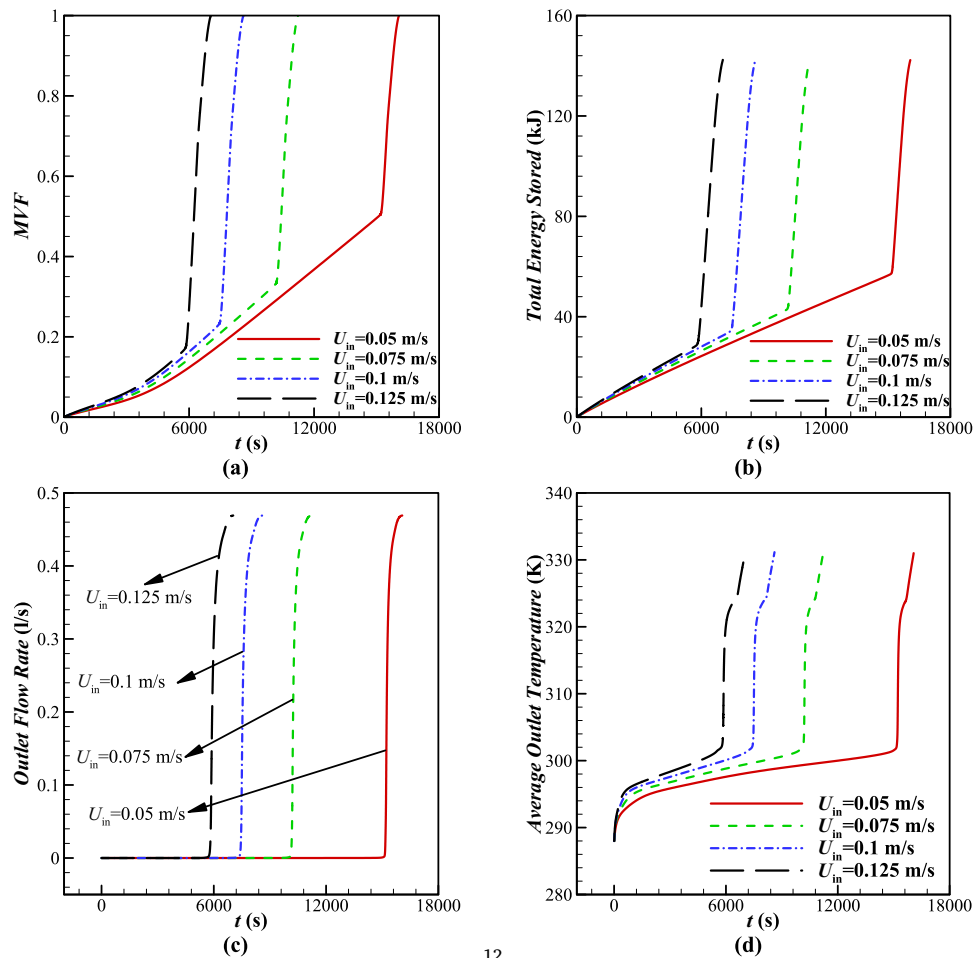 1
0.8
0.6
0.4
0.2
0
MVF
0 6000 12000 18000
t (s)
U_in=0.05 m/s
U_in=0.075 m/s
U_in=0.1 m/s
U_in=0.125 m/s
(a)
160
120
80
40
0
Total Energy Stored (kJ)
0 6000 12000 18000
t (s)
U_in=0.05 m/s
U_in=0.075 m/s
U_in=0.1 m/s
U_in=0.125 m/s
(b)
0.5
0.4
0.3
0.2
0.1
0
Outlet Flow Rate (l/s)
U_in=0.125 m/s
U_in=0.1 m/s
U_in=0.075 m/s
U_in=0.05 m/s
0 6000 12000 18000
t (s)
(c)
340
330
320
310
300
290
280
Average Outlet Temperature (K)
U_in=0.05 m/s
U_in=0.075 m/s
U_in=0.1 m/s
U_in=0.125 m/s
0 6000 12000 18000
t (s)
(d)
12